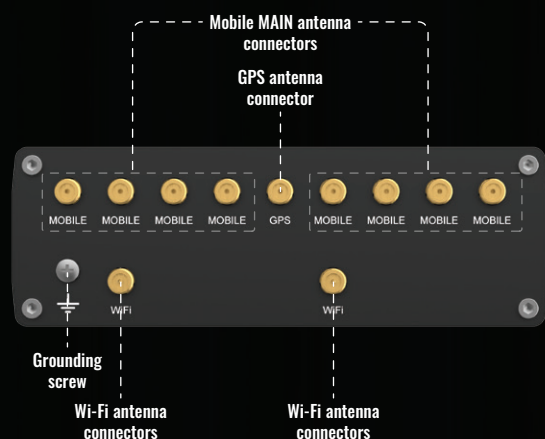 Mobile MAIN antenna
connectors
GPS antenna
connector
MOBILE MOBILE MOBILE MOBILE GPS MOBILE MOBILE MOBILE MOBILE
WiFi WiFi
Grounding
screw
Wi-Fi antenna
connectors
Wi-Fi antenna
connectors